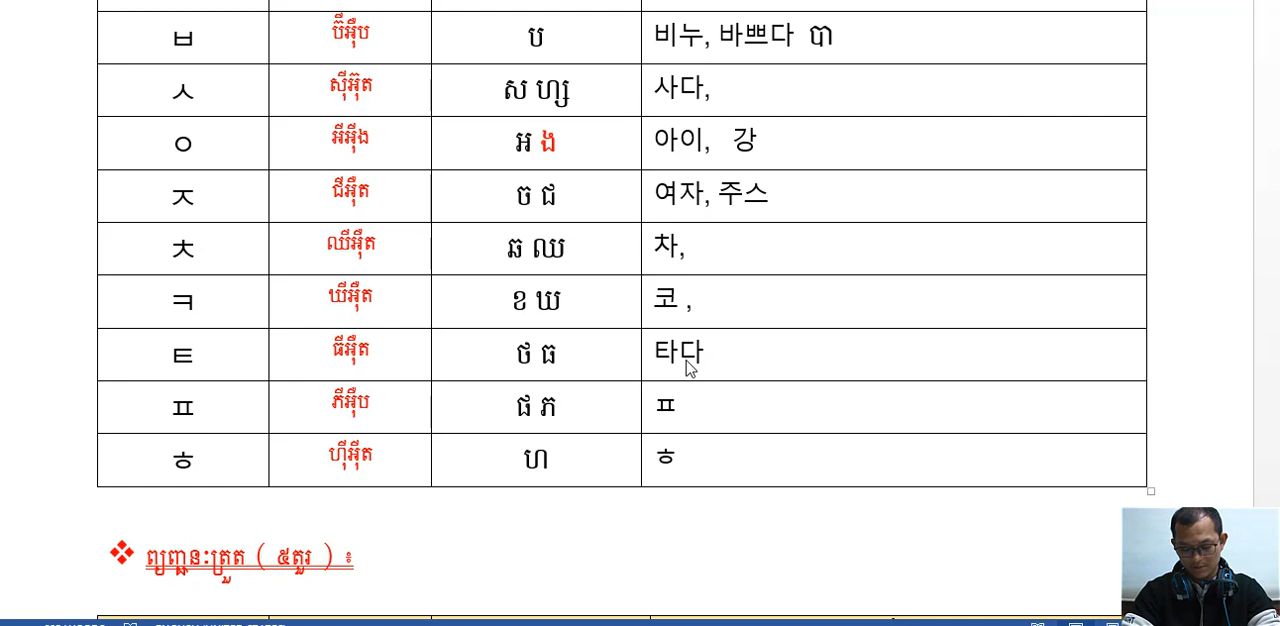 ㅂ ប៊ីអ៊ុប ប 비누, 바쁘다 បា
ㅅ ស៊ីអ៊ុត ស ហ្ស 사다,
ㅇ អីអ៊ីង អ ង 아이, 강
ㅈ ជីអ៊ុត ច ជ 여자, 주스
ㅊ ឈីអ៊ុត ឆ ឈ 차,
ㅋ ឃីអ៊ុត ខ ឃ 코 ,
ㅌ ធីអ៊ុត ថ ធ 타다
ㅍ ភីអ៊ុប ផ ភ ㅍ
ㅎ ហ៊ីអ៊ុត ហ ㅎ
❖ ព្យញ្ជនៈត្រួត ( ៥តួរ ) ៖